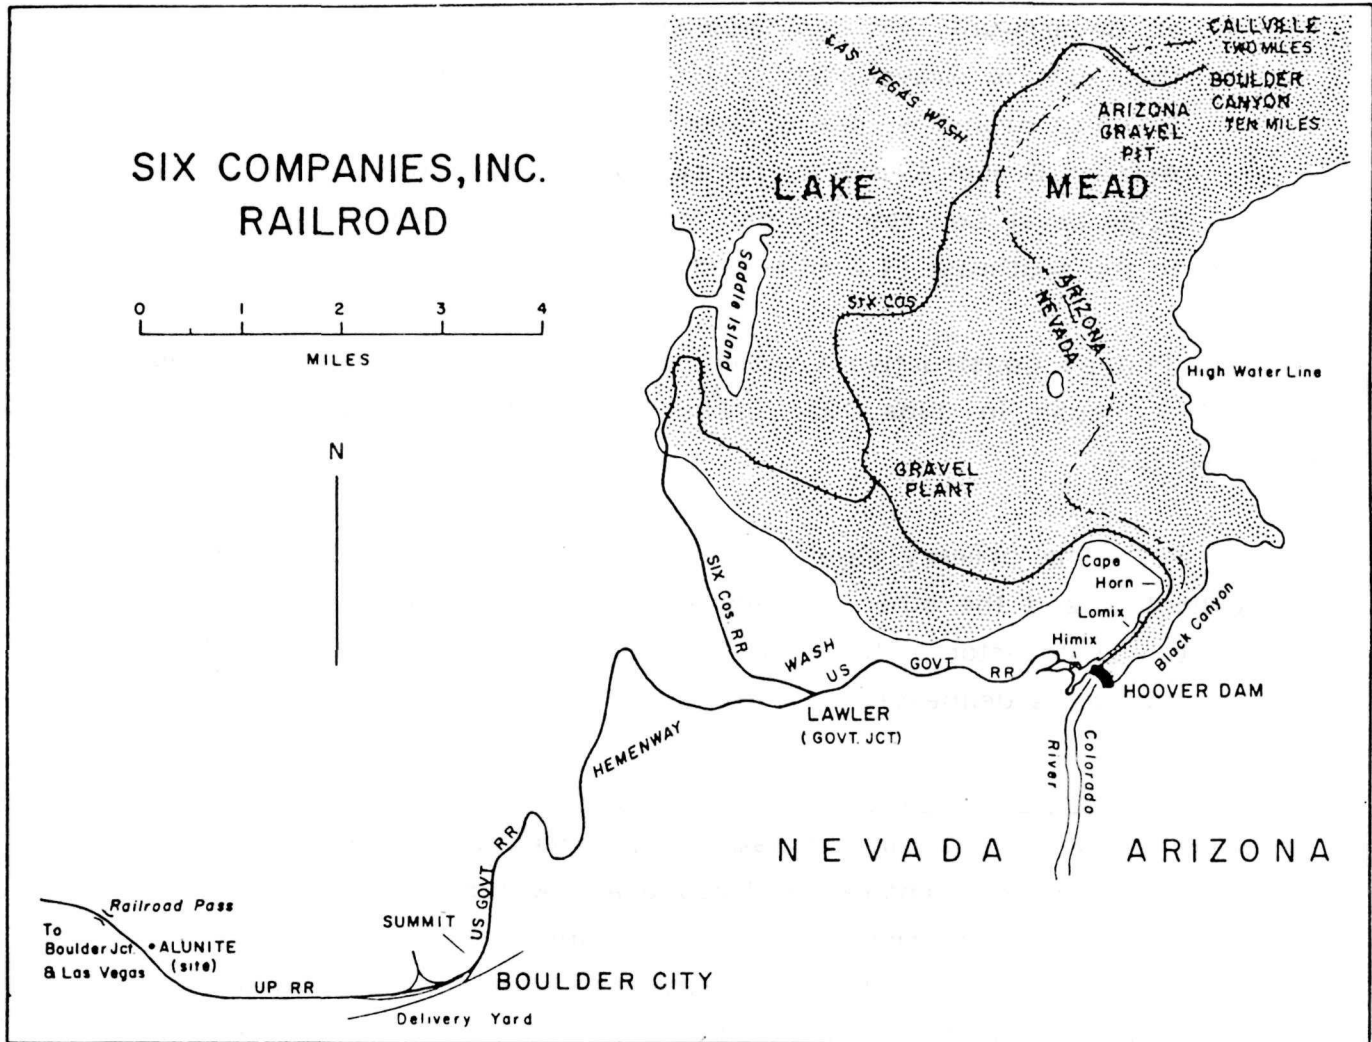 SIX COMPANIES, INC.
RAILROAD
0 1 2 3 4
MILES
N
CALLVILLE
TWO MILES
BOULDER
CANYON
TEN MILES
LAS VEGAS WASH
ARIZONA
GRAVEL
PIT
LAKE MEAD
Saddle Island
SIX COS
ARIZONA
NEVADA
High Water Line
GRAVEL
PLANT
SIX Cos. RR
Cape
Horn
Lomix
Himix
Black Canyon
HOOVER DAM
WASH
US GOVT RR
LAWLER
(GOVT. JCT)
HEMENWAY
Colorado
River
NEVADA ARIZONA
US GOVT RR
Railroad Pass
To
Boulder Jct.
& Las Vegas
ALUNITE
(site)
SUMMIT
UP RR
BOULDER CITY
Delivery Yard